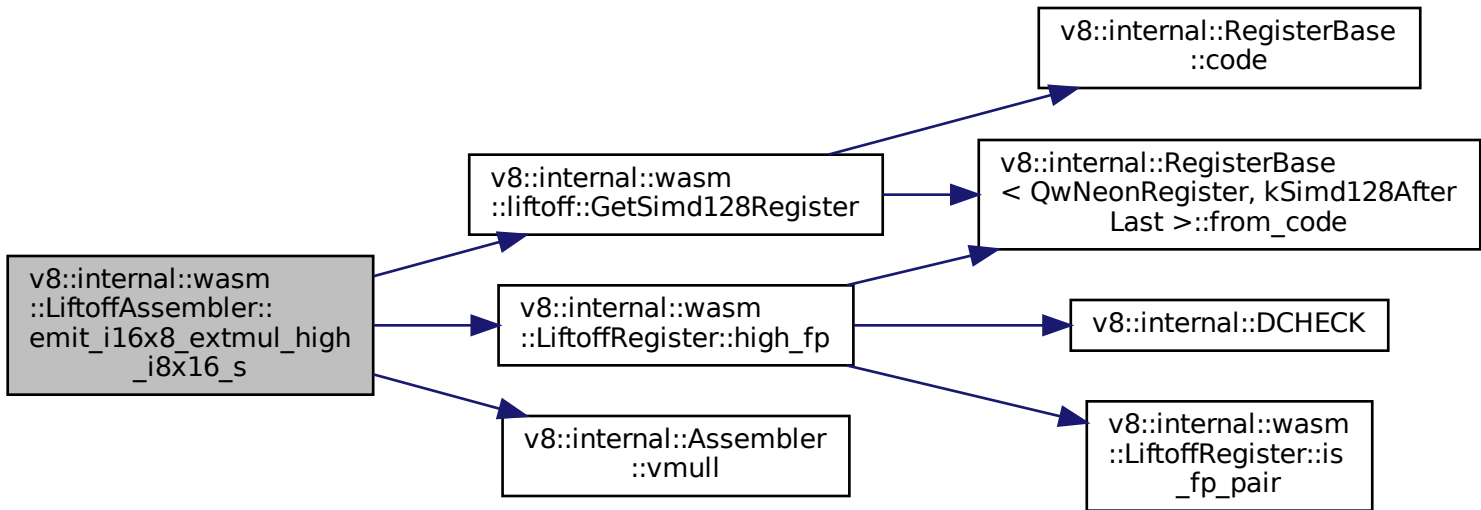 v8::internal::wasm
::LiftoffAssembler::
emit_i16x8_extmul_high
_i8x16_s
v8::internal::wasm
::liftoff::GetSimd128Register
v8::internal::wasm
::LiftoffRegister::high_fp
v8::internal::Assembler
::vmull
v8::internal::RegisterBase
::code
v8::internal::RegisterBase
< QwNeonRegister, kSimd128After
Last >::from_code
v8::internal::DCHECK
v8::internal::wasm
::LiftoffRegister::is
_fp_pair